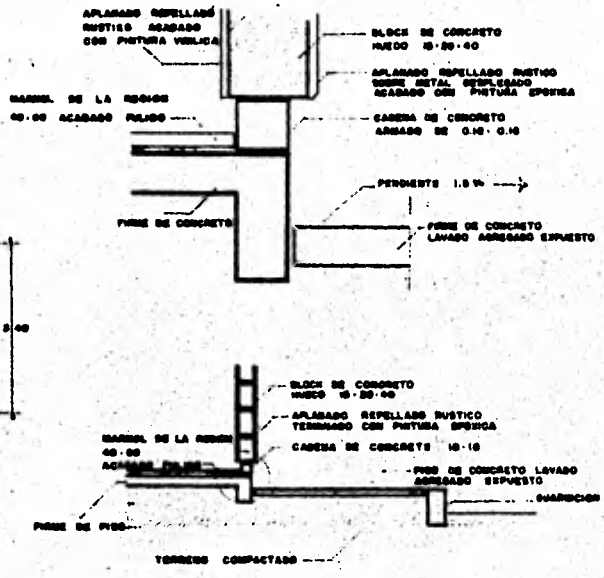 APLANADO REPELLADO
RUSTICO ACABADO
CON PINTURA VINILICA
BLOCK DE CONCRETO
HUECO 15·20·40
APLANADO REPELLADO RUSTICO
SOBRE METAL DESPLEGADO
ACABADO CON PINTURA EPOXICA
MARMOL DE LA REGION
40·60 ACABADO PULIDO
CADENA DE CONCRETO
ARMADO DE 0.15·0.15
PENDIENTE 1.5 %
FIRME DE CONCRETO
FIRME DE CONCRETO
LAVADO AGREGADO EXPUESTO
BLOCK DE CONCRETO
HUECO 15·20·40
APLANADO REPELLADO RUSTICO
TERMINADO CON PINTURA EPOXICA
MARMOL DE LA REGION
40·60
ACABADO PULIDO
CADENA DE CONCRETO 15·15
PISO DE CONCRETO LAVADO
AGREGADO EXPUESTO
GUARNICION
FIRME DE PISO
TERRENO COMPACTADO